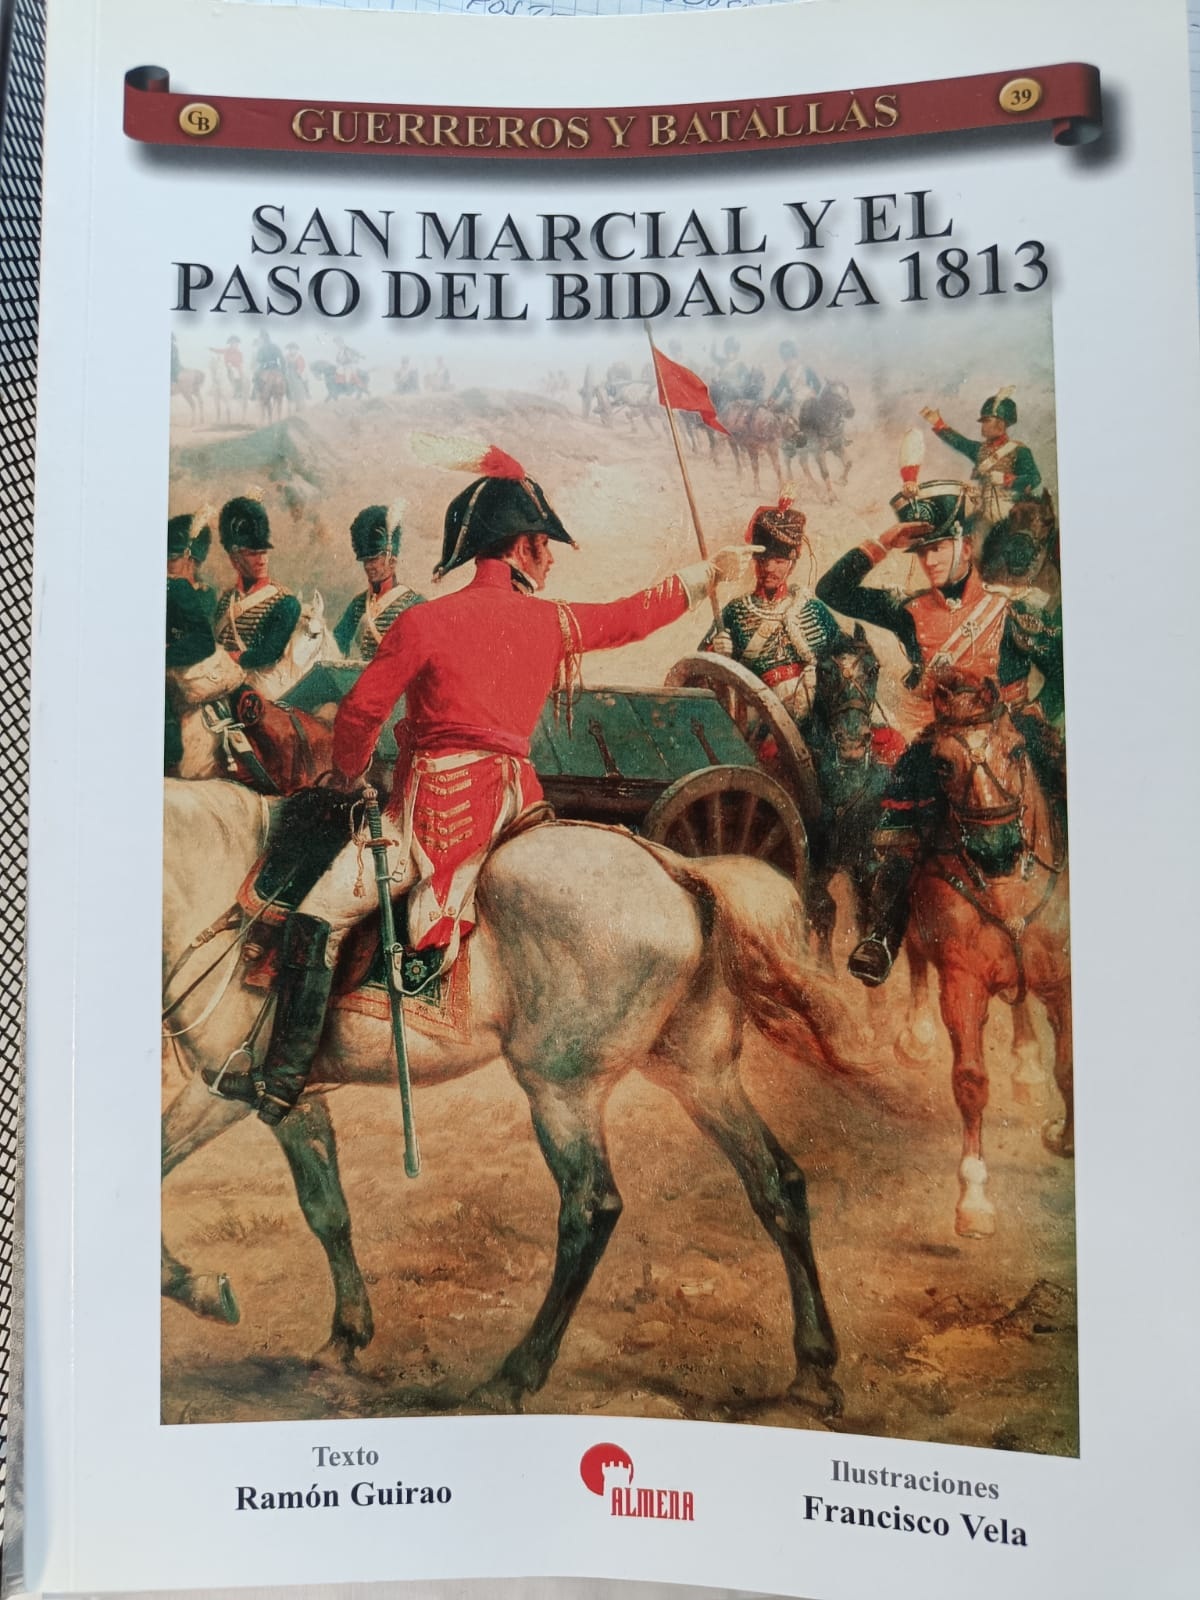 GB GUERREROS Y BATALLAS 39
SAN MARCIAL Y EL
PASO DEL BIDASOA 1813
Texto
Ramón Guirao
ALMENA
Ilustraciones
Francisco Vela